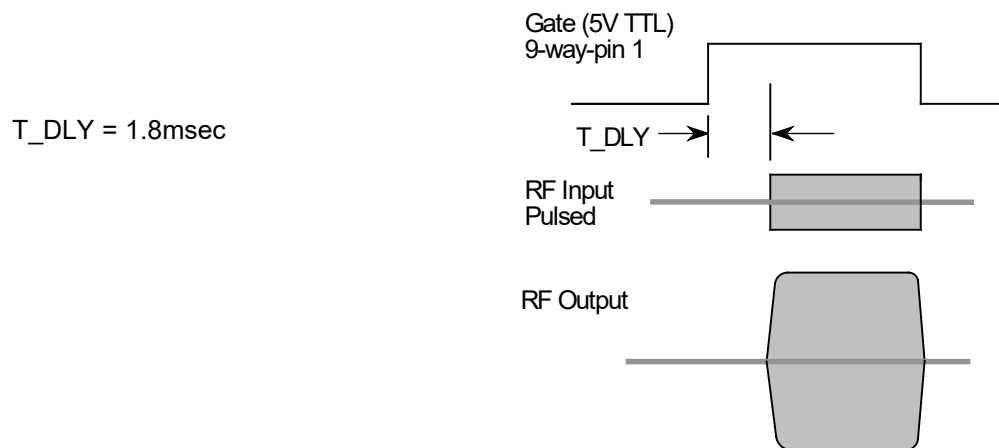 Gate (5V TTL)
9-way-pin 1
T_DLY = 1.8msec
T_DLY
RF Input
Pulsed
RF Output